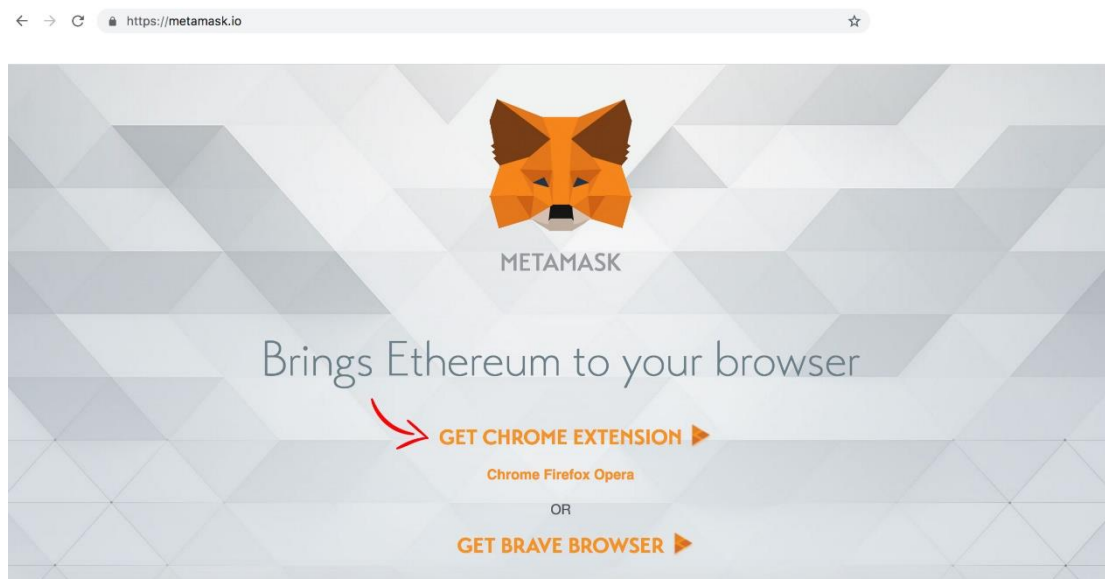 https://metamask.io
METAMASK
Brings Ethereum to your browser
GET CHROME EXTENSION
Chrome Firefox Opera
OR
GET BRAVE BROWSER